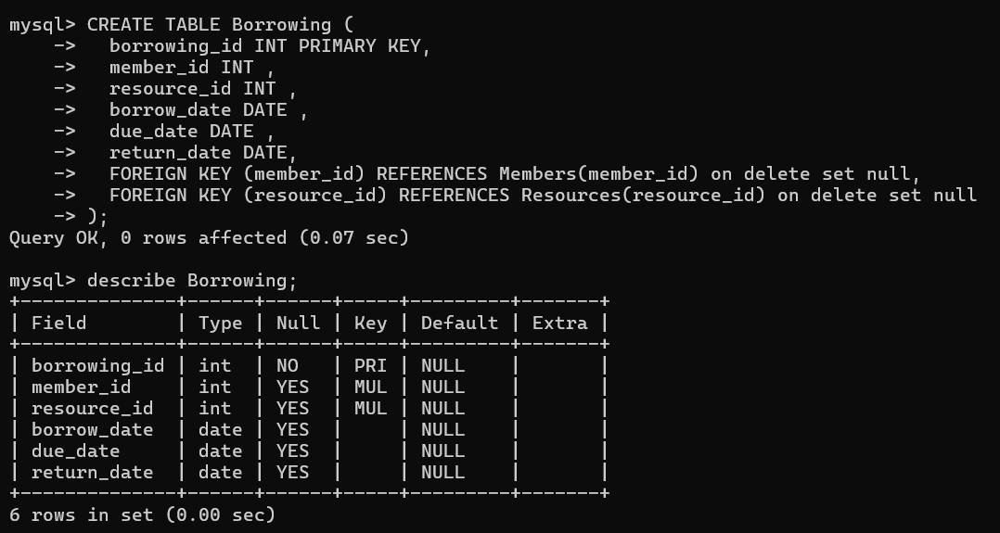 mysql> CREATE TABLE Borrowing (
    ->   borrowing_id INT PRIMARY KEY,
    ->   member_id INT ,
    ->   resource_id INT ,
    ->   borrow_date DATE ,
    ->   due_date DATE ,
    ->   return_date DATE,
    ->   FOREIGN KEY (member_id) REFERENCES Members(member_id) on delete set null,
    ->   FOREIGN KEY (resource_id) REFERENCES Resources(resource_id) on delete set null
    -> );
Query OK, 0 rows affected (0.07 sec)

mysql> describe Borrowing;
+--------------+------+------+-----+---------+-------+
| Field        | Type | Null | Key | Default | Extra |
+--------------+------+------+-----+---------+-------+
| borrowing_id | int  | NO   | PRI | NULL    |       |
| member_id    | int  | YES  | MUL | NULL    |       |
| resource_id  | int  | YES  | MUL | NULL    |       |
| borrow_date  | date | YES  |     | NULL    |       |
| due_date     | date | YES  |     | NULL    |       |
| return_date  | date | YES  |     | NULL    |       |
+--------------+------+------+-----+---------+-------+
6 rows in set (0.00 sec)